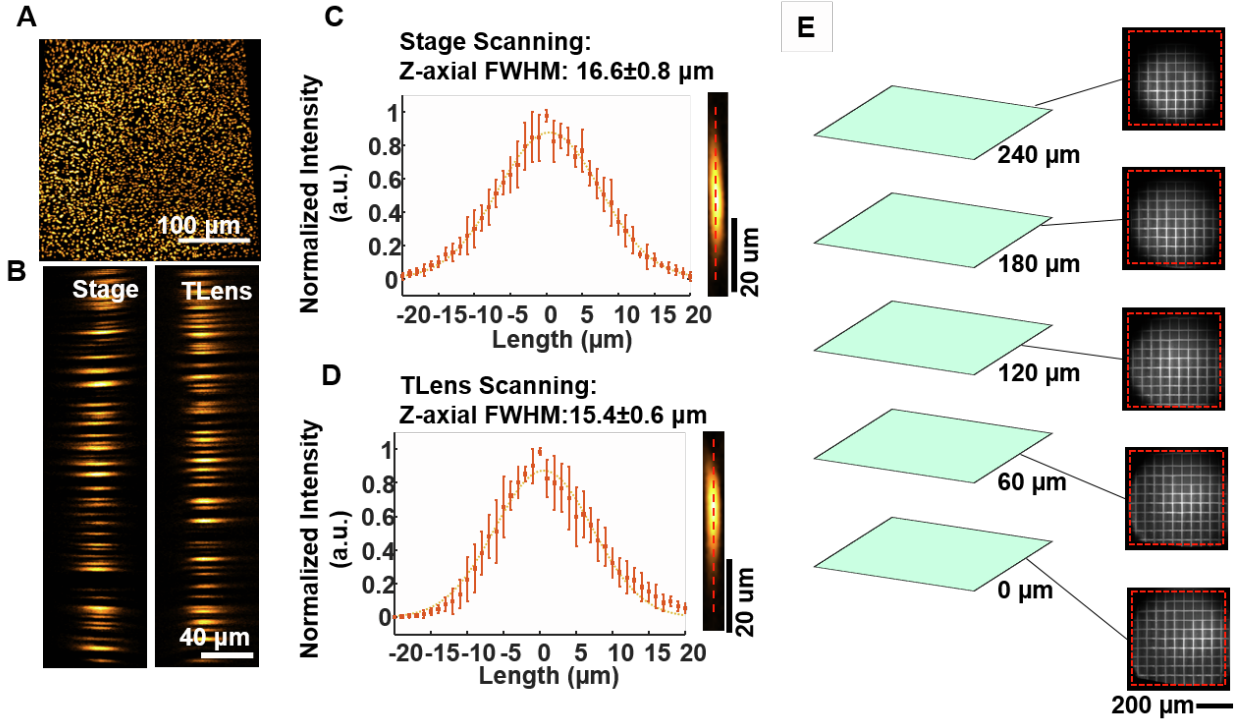 A
100 µm
B
Stage
TLens
40 µm
C
Stage Scanning:
Z-axial FWHM: 16.6±0.8 µm
Normalized Intensity
(a.u.)
1
0.8
0.6
0.4
0.2
0
-20 -15 -10 -5 0 5 10 15 20
Length (µm)
20 um
D
TLens Scanning:
Z-axial FWHM:15.4±0.6 µm
Normalized Intensity
(a.u.)
1
0.8
0.6
0.4
0.2
0
-20 -15 -10 -5 0 5 10 15 20
Length (µm)
20 um
E
240 µm
180 µm
120 µm
60 µm
0 µm
200 µm